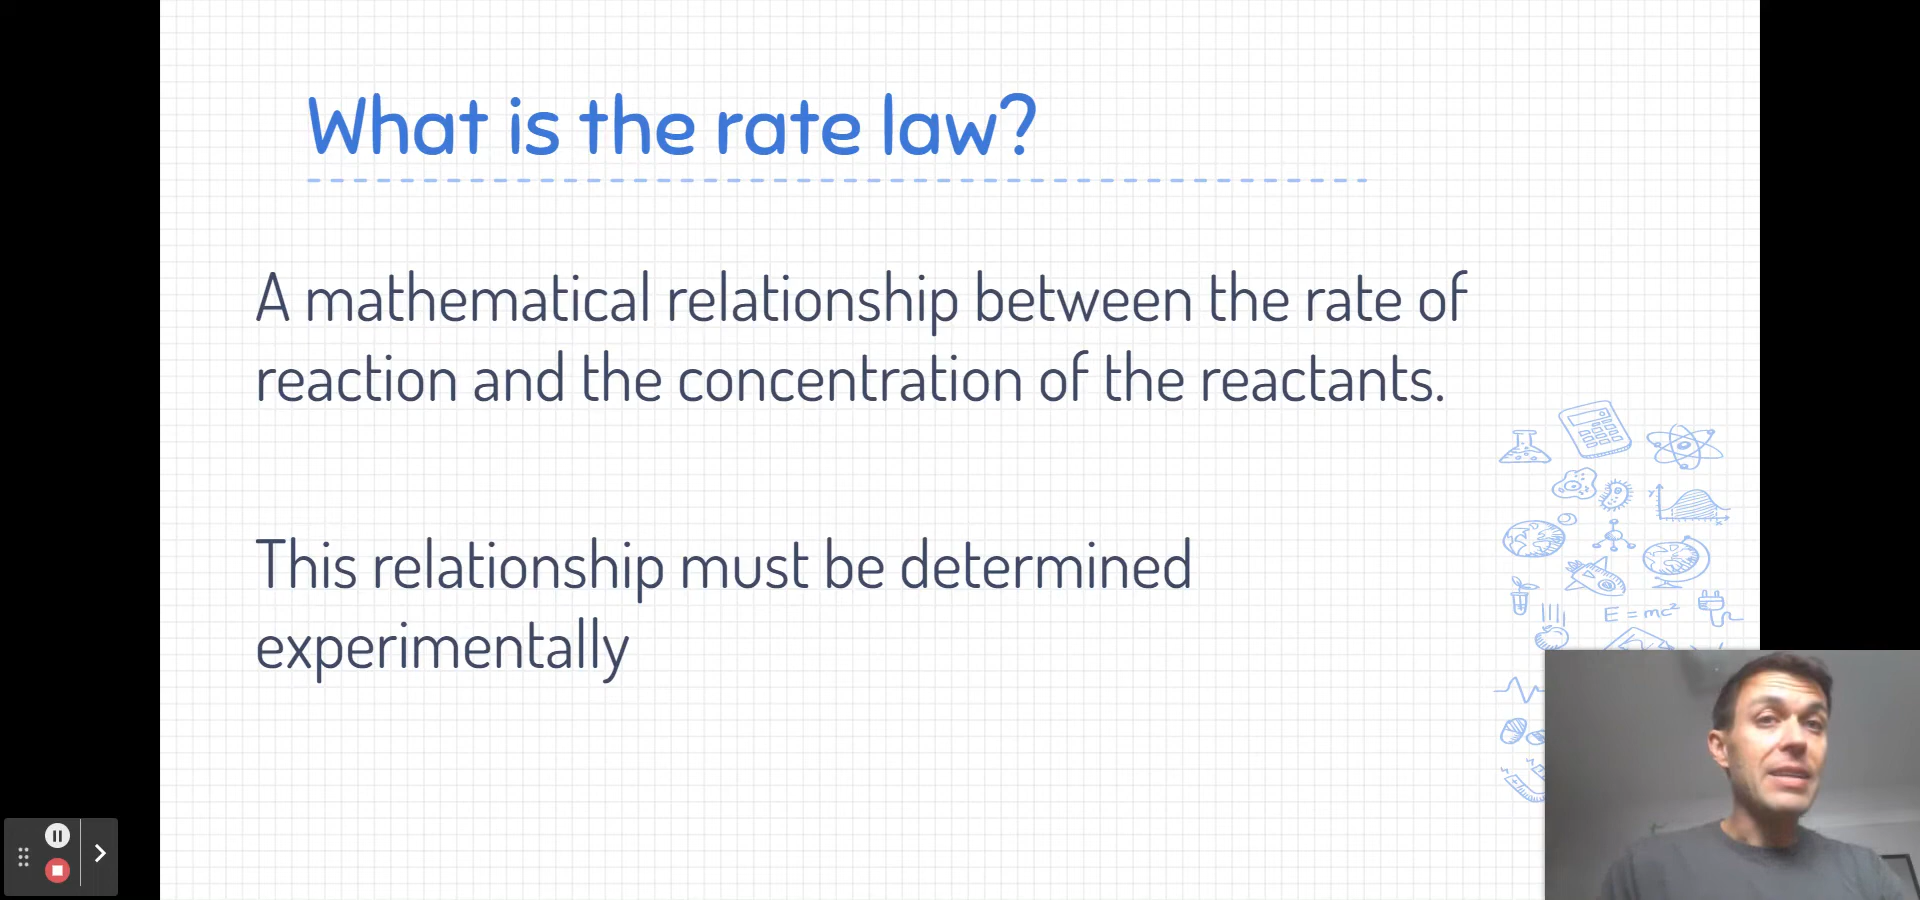 What is the rate law?
A mathematical relationship between the rate of
reaction and the concentration of the reactants.
This relationship must be determined
experimentally
E = mc²